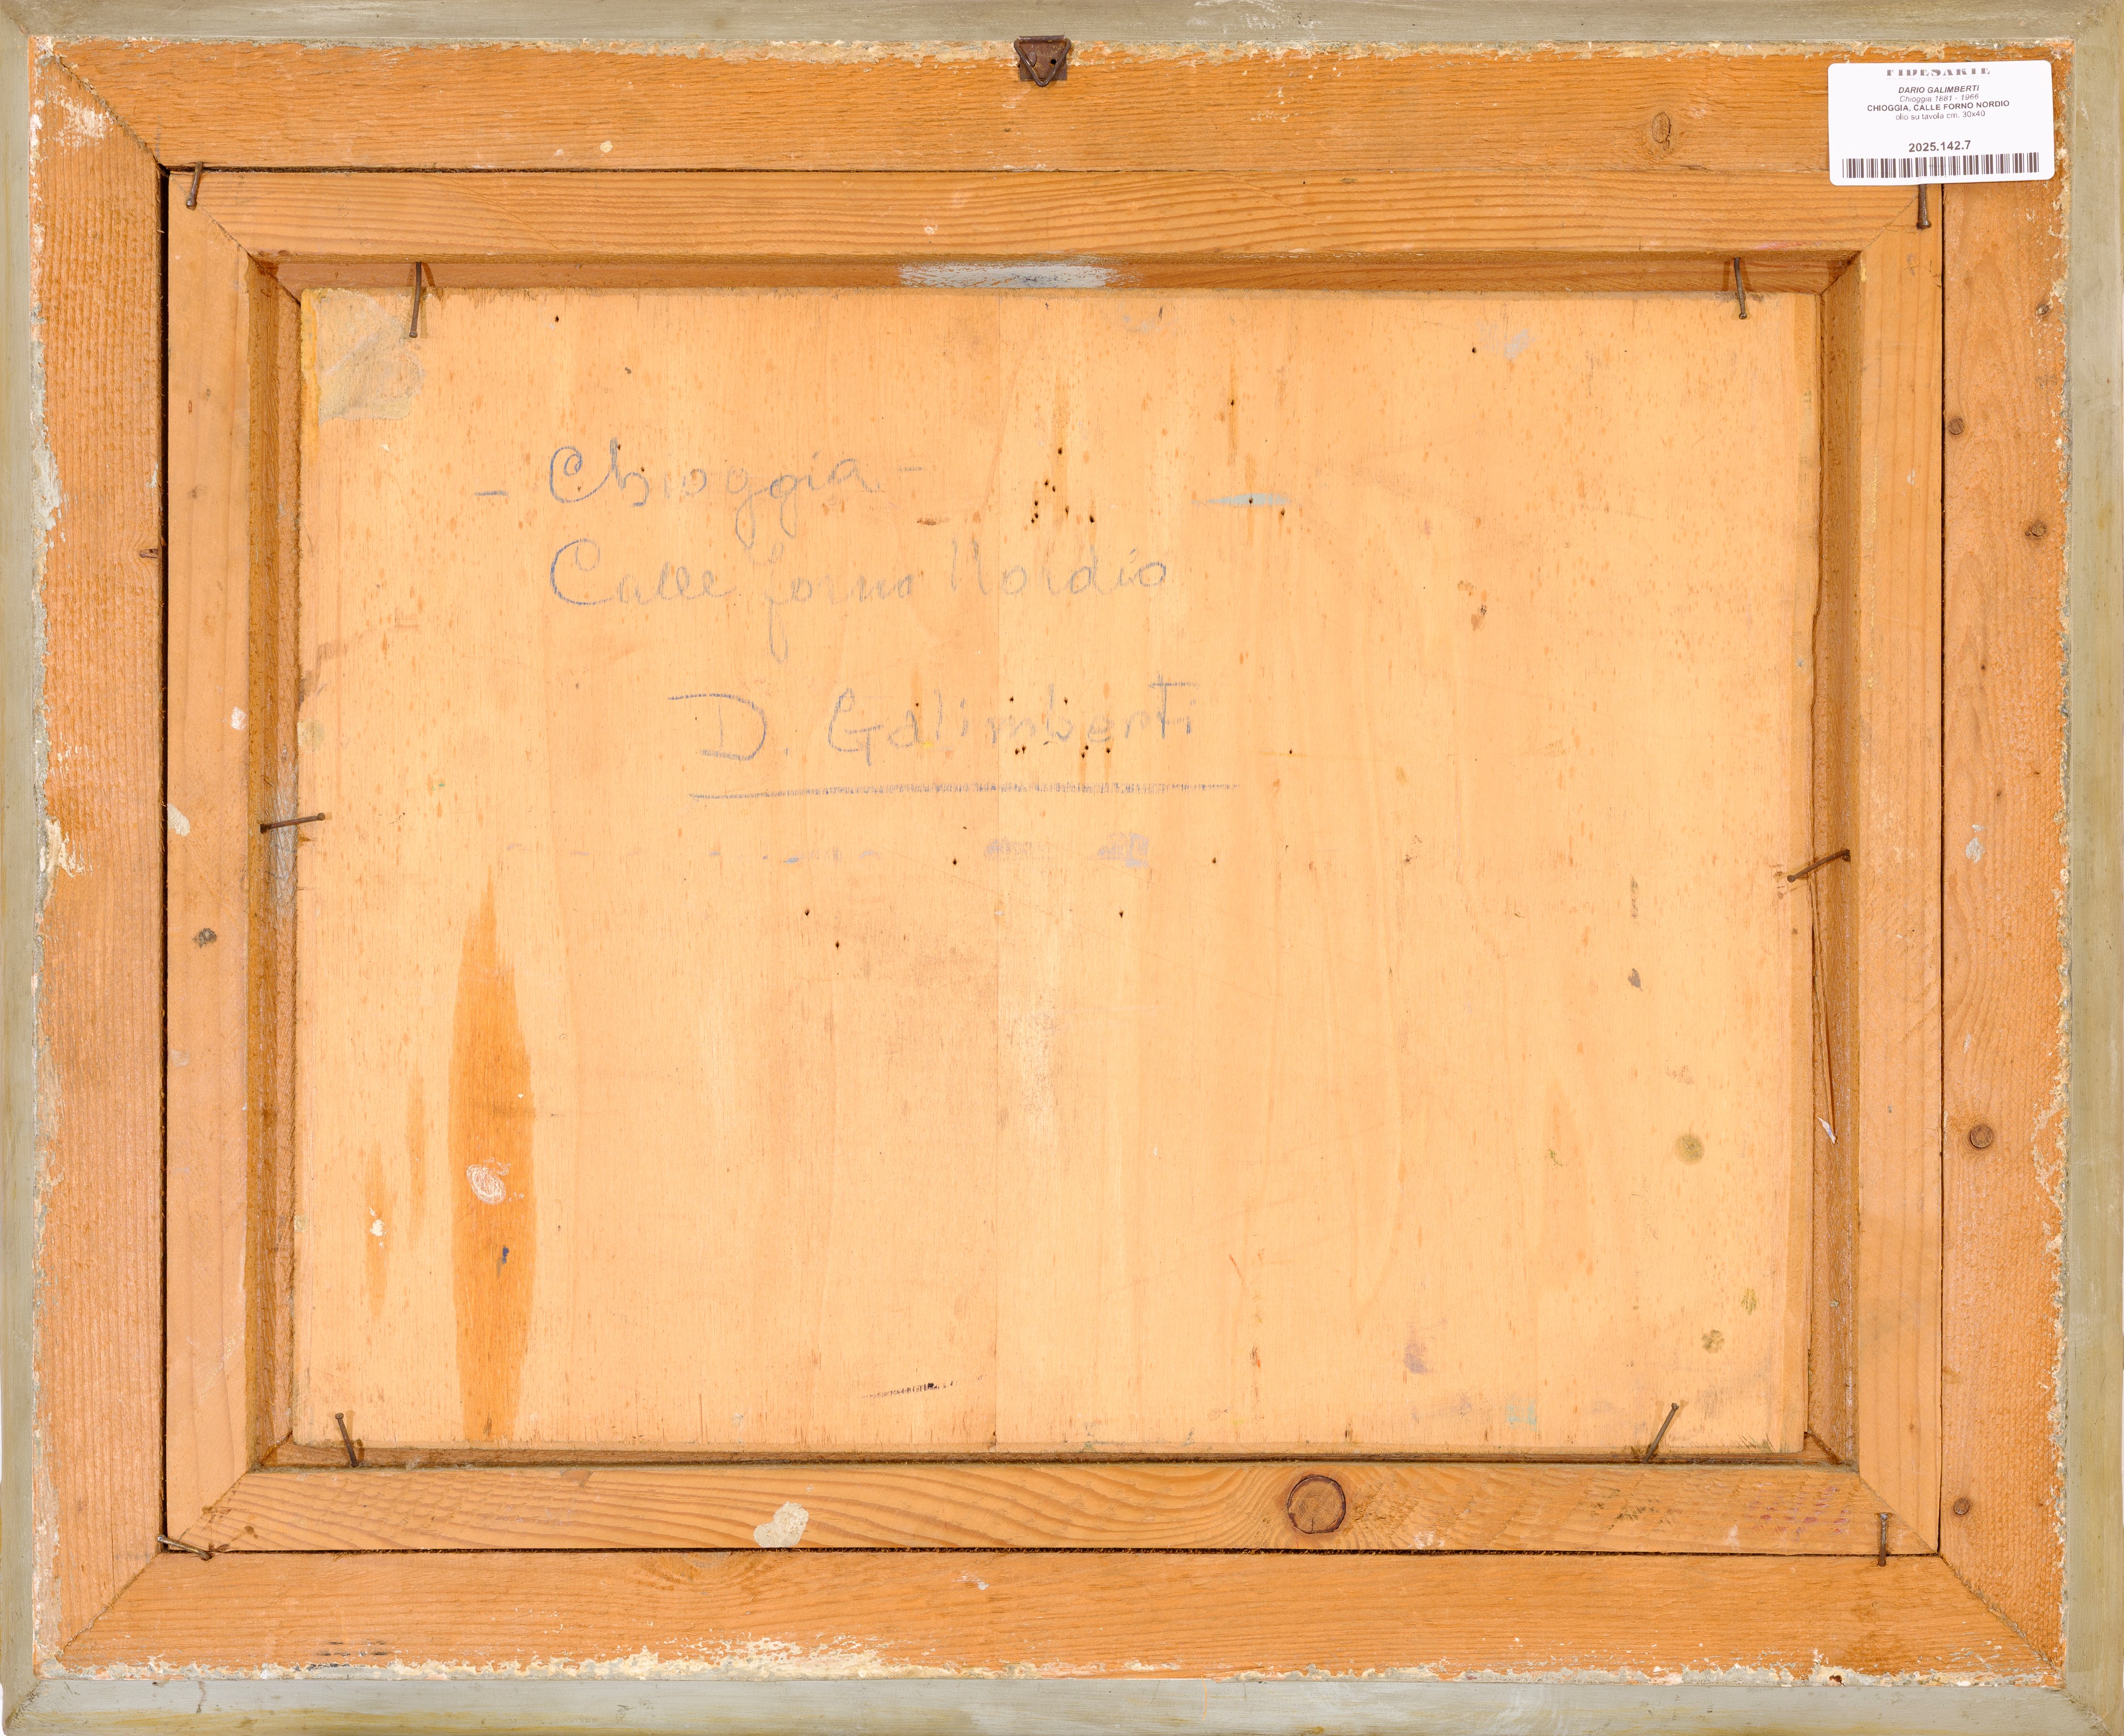 FIDESARTE
DARIO GALIMBERTI
Chioggia 1881 - 1966
CHIOGGIA, CALLE FORNO NORDIO
olio su tavola cm. 30x40
2025.142.7
- Chioggia -
Calle forno Nordio
D. Galimberti